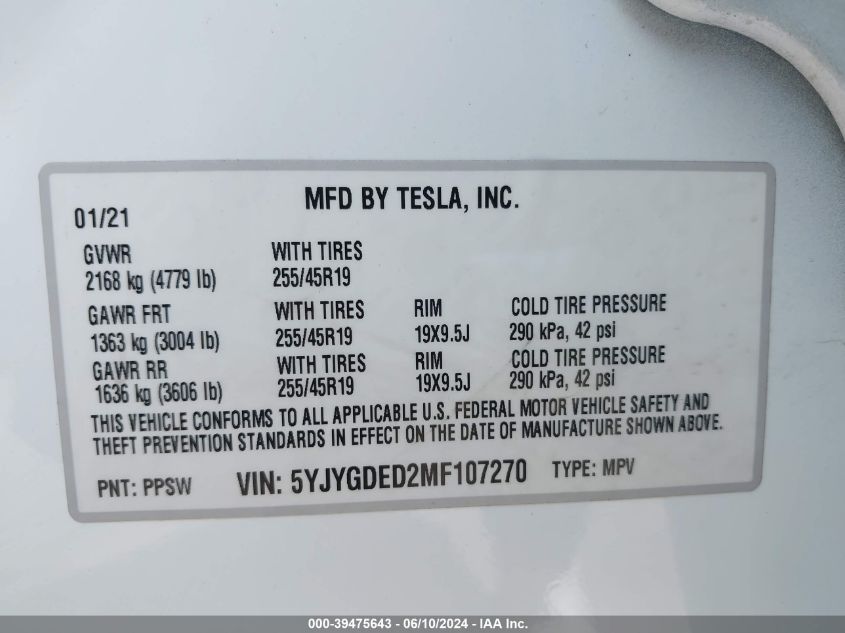 MFD BY TESLA, INC.
01/21
GVWR WITH TIRES
2168 kg (4779 lb) 255/45R19
GAWR FRT WITH TIRES RIM COLD TIRE PRESSURE
1363 kg (3004 lb) 255/45R19 19X9.5J 290 kPa, 42 psi
GAWR RR WITH TIRES RIM COLD TIRE PRESSURE
1636 kg (3606 lb) 255/45R19 19X9.5J 290 kPa, 42 psi
THIS VEHICLE CONFORMS TO ALL APPLICABLE U.S. FEDERAL MOTOR VEHICLE SAFETY AND
THEFT PREVENTION STANDARDS IN EFFECT ON THE DATE OF MANUFACTURE SHOWN ABOVE.
PNT: PPSW VIN: 5YJYGDED2MF107270 TYPE: MPV
000-39475643 - 06/10/2024 - IAA Inc.